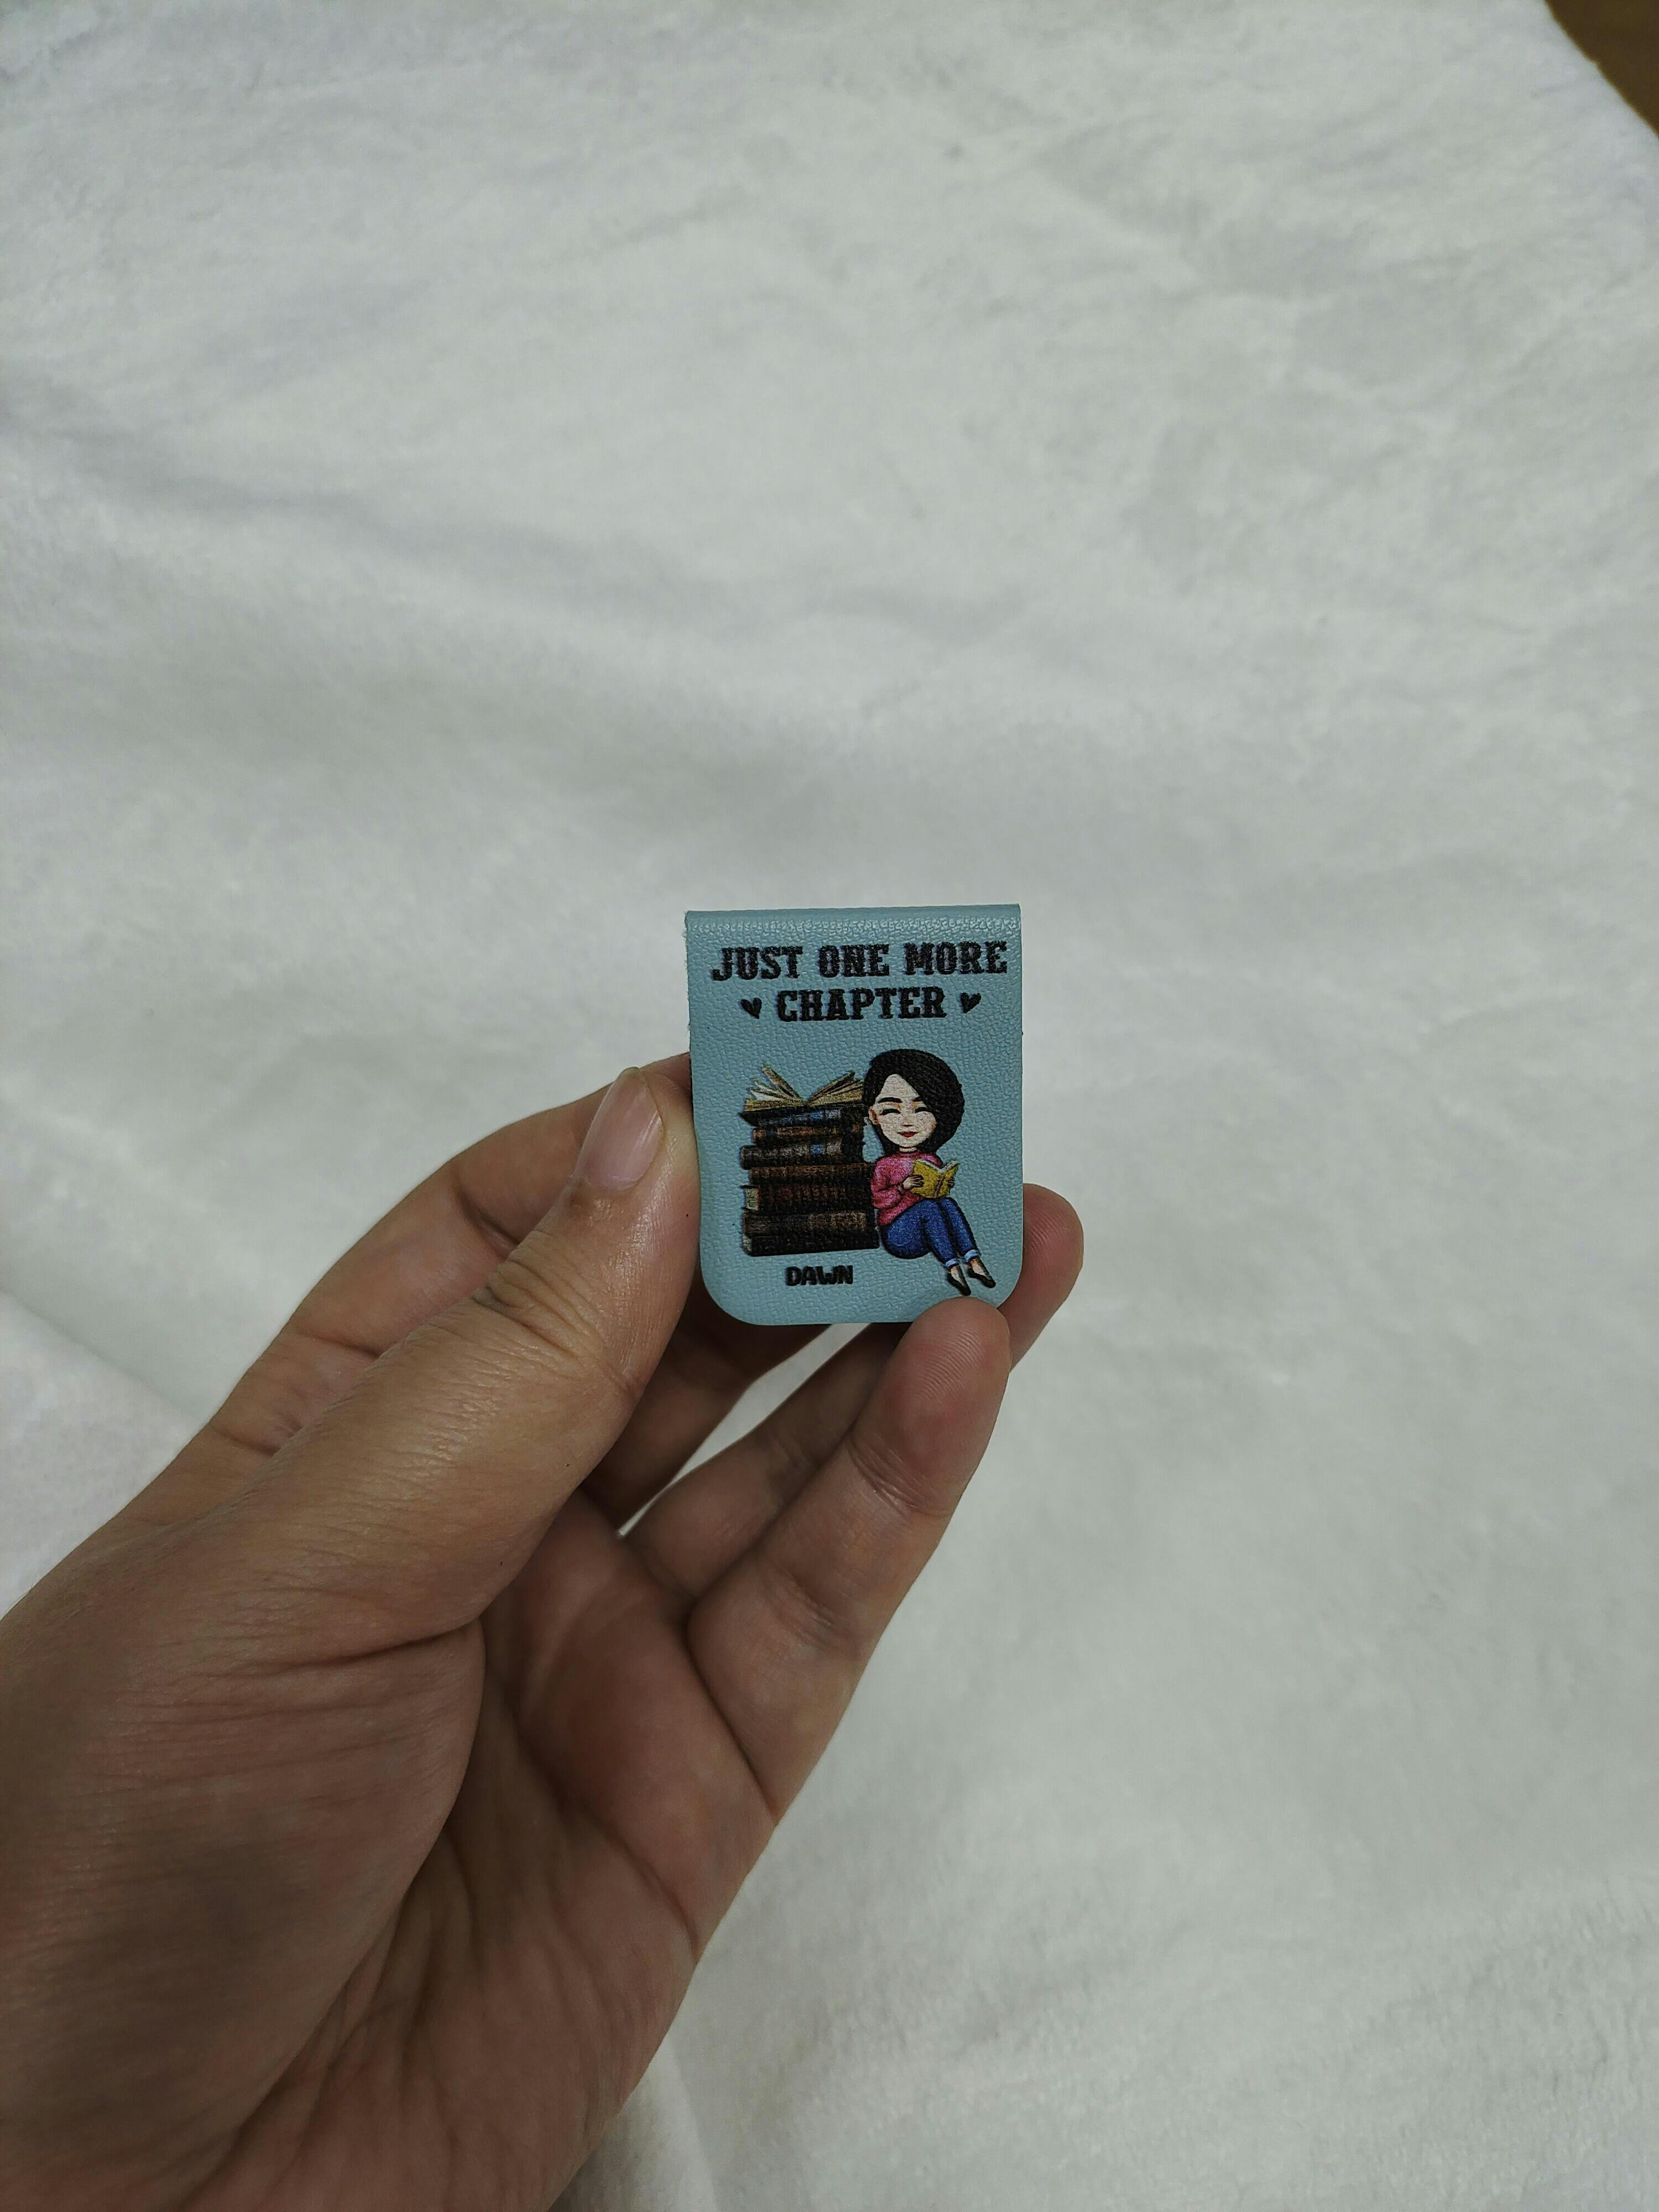 JUST ONE MORE
CHAPTER
DAWN